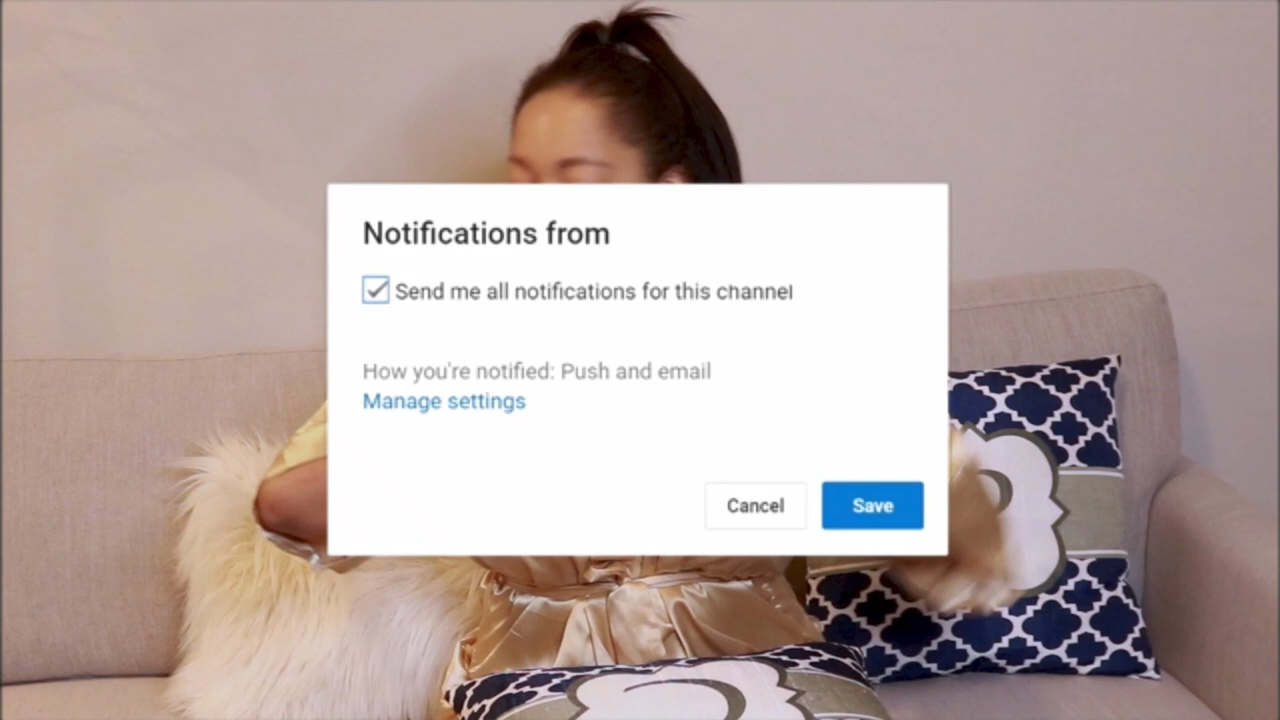 Notifications from
Send me all notifications for this channel
How you're notified: Push and email
Manage settings
Cancel
Save